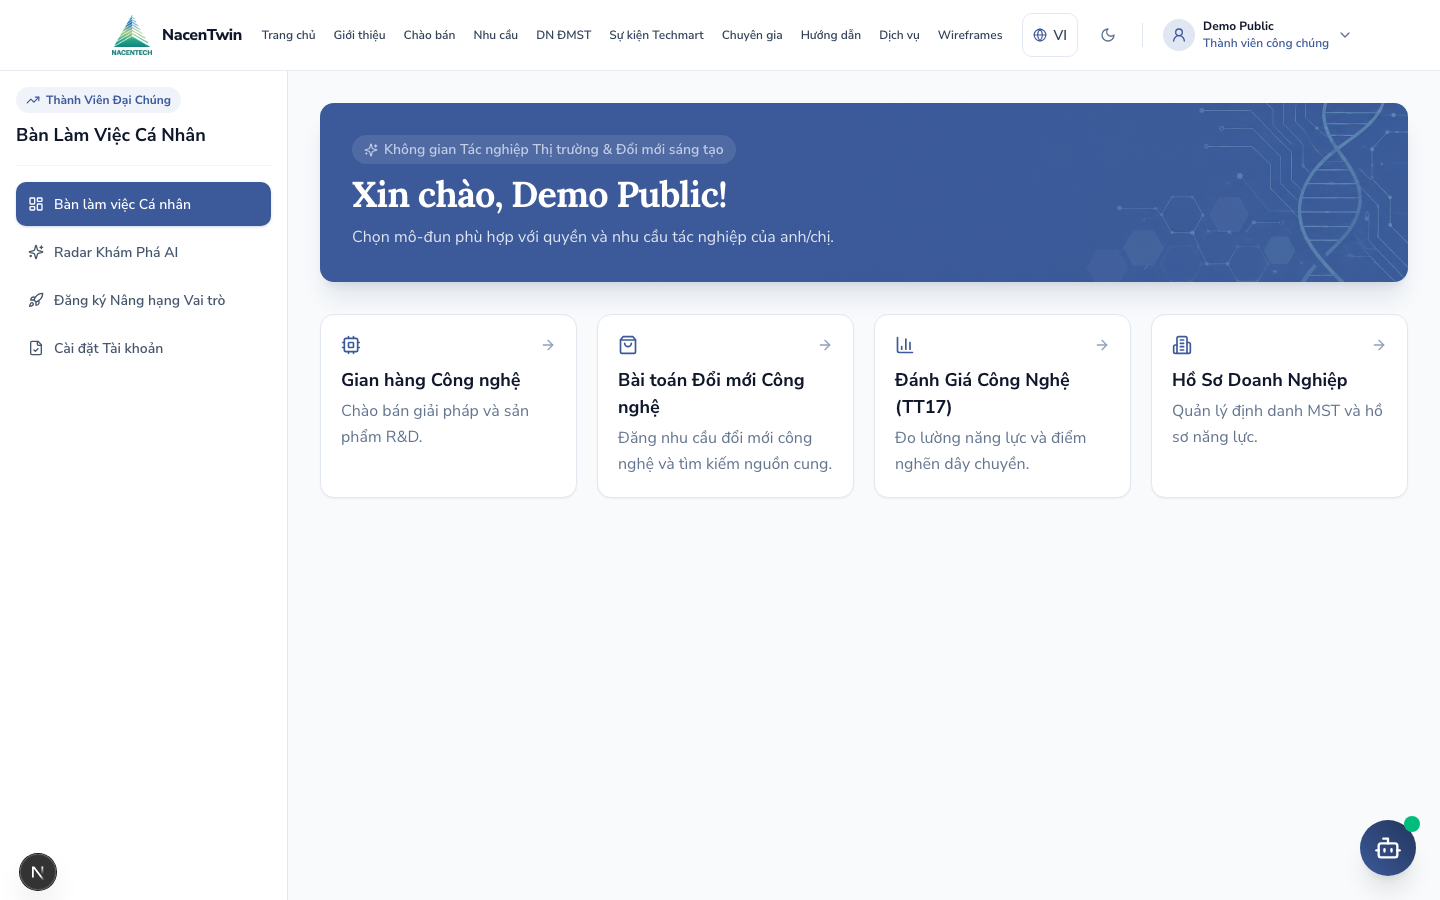 NACENTECH
NacenTwin
Trang chủ
Giới thiệu
Chào bán
Nhu cầu
DN ĐMST
Sự kiện Techmart
Chuyên gia
Hướng dẫn
Dịch vụ
Wireframes
VI
Demo Public
Thành viên công chúng
Thành Viên Đại Chúng
Bàn Làm Việc Cá Nhân
Bàn làm việc Cá nhân
Radar Khám Phá AI
Đăng ký Nâng hạng Vai trò
Cài đặt Tài khoản
Không gian Tác nghiệp Thị trường & Đổi mới sáng tạo
Xin chào, Demo Public!
Chọn mô-đun phù hợp với quyền và nhu cầu tác nghiệp của anh/chị.
Gian hàng Công nghệ
Chào bán giải pháp và sản
phẩm R&D.
Bài toán Đổi mới Công
nghệ
Đăng nhu cầu đổi mới công
nghệ và tìm kiếm nguồn cung.
Đánh Giá Công Nghệ
(TT17)
Đo lường năng lực và điểm
nghẽn dây chuyền.
Hồ Sơ Doanh Nghiệp
Quản lý định danh MST và hồ
sơ năng lực.
N